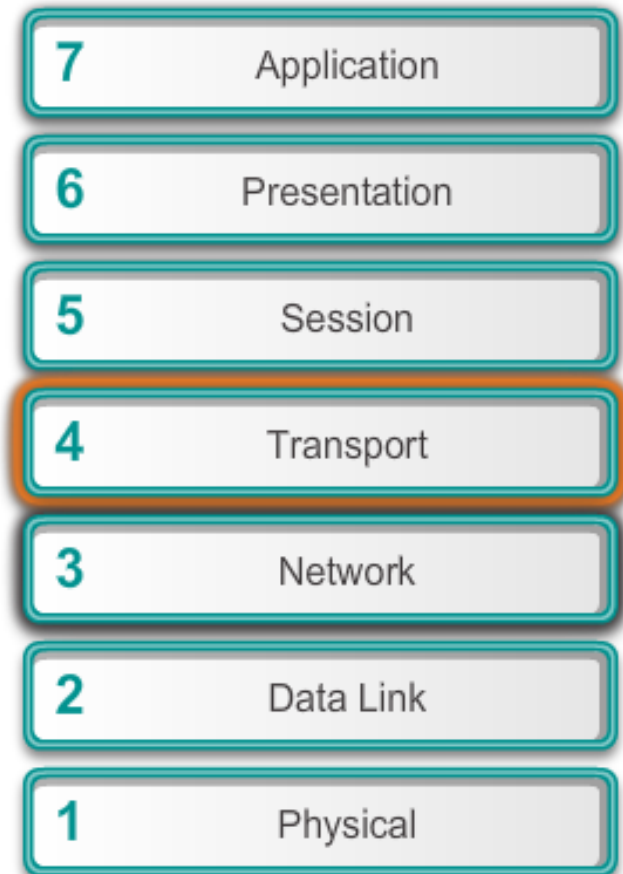 7 Application
6 Presentation
5 Session
4 Transport
3 Network
2 Data Link
1 Physical